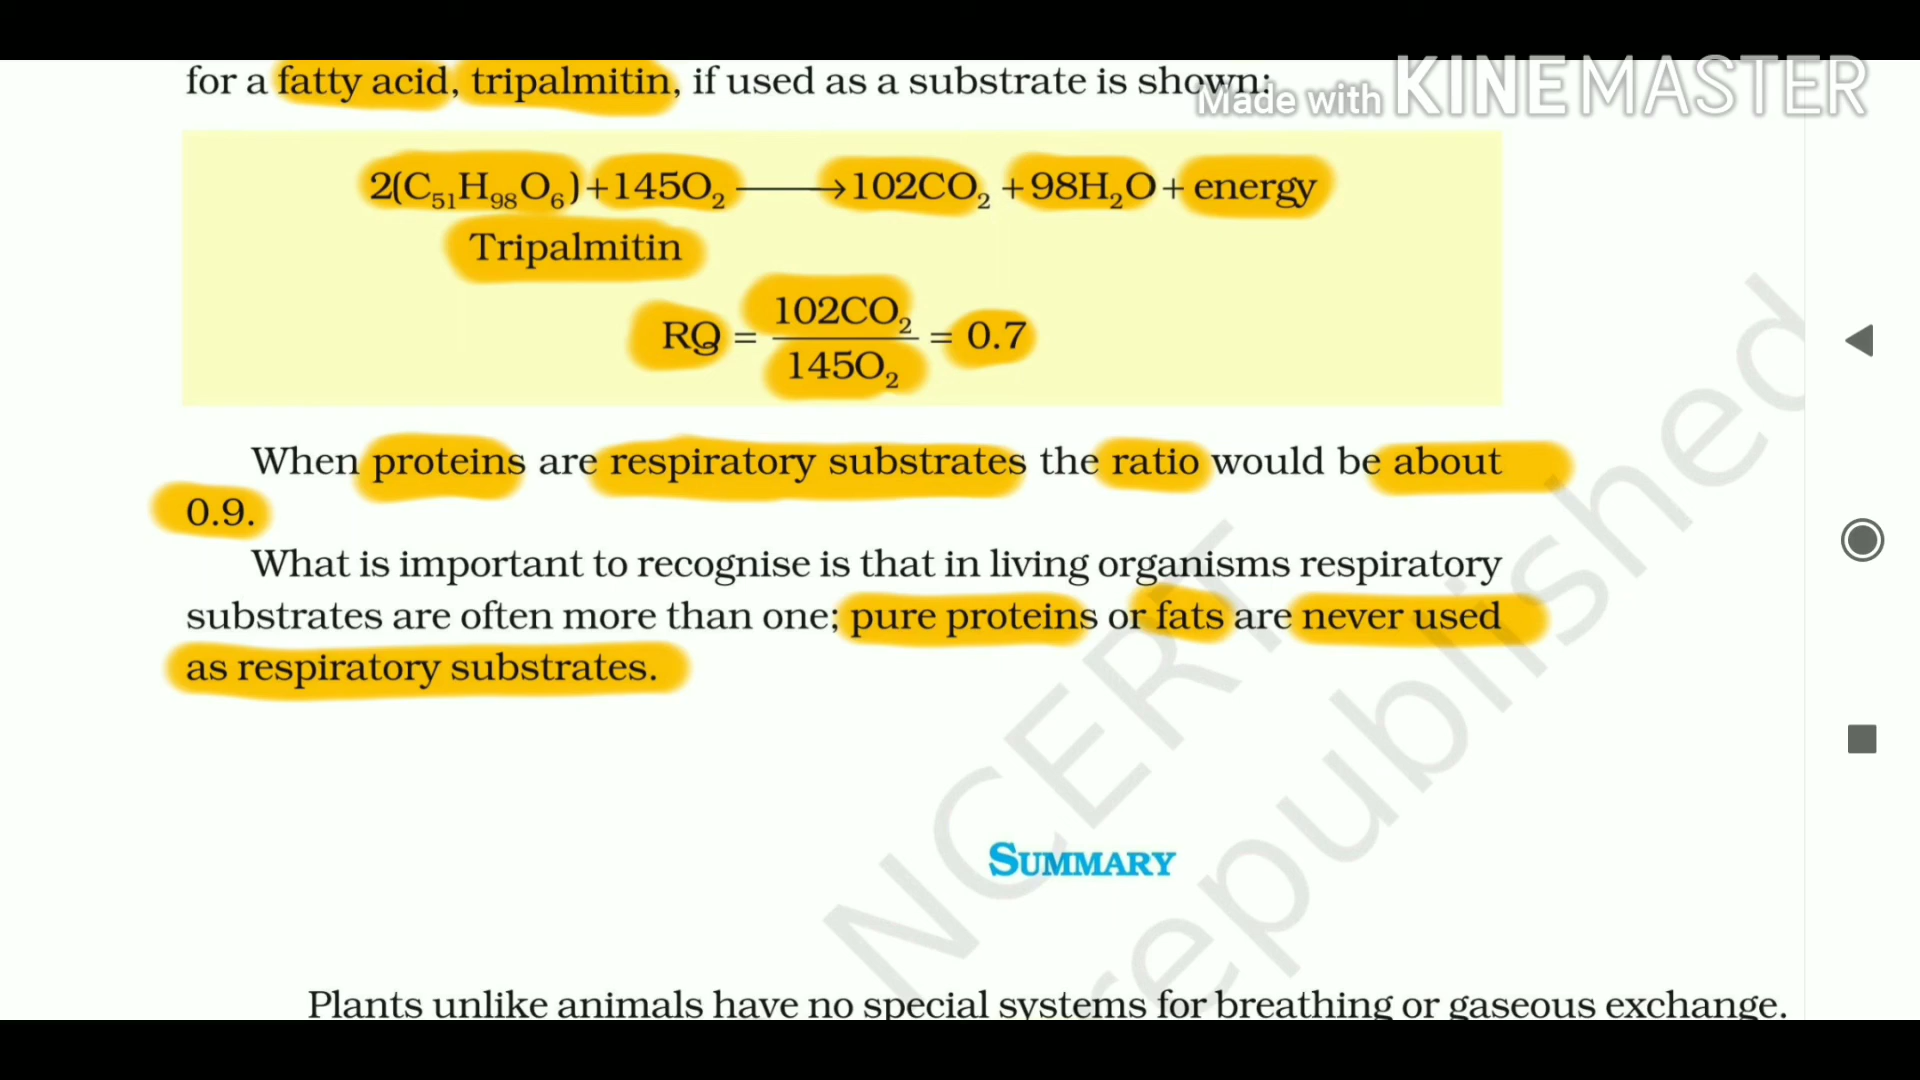 for a fatty acid, tripalmitin, if used as a substrate is shown:
Made with KINEMASTER
2(C₅₁H₉₈O₆)+145O₂ ⟶102CO₂ +98H₂O+energy
Tripalmitin
RQ = 102CO₂/145O₂ = 0.7
When proteins are respiratory substrates the ratio would be about
0.9.
What is important to recognise is that in living organisms respiratory
substrates are often more than one; pure proteins or fats are never used
as respiratory substrates.
NCERT
republished
SUMMARY
Plants unlike animals have no special systems for breathing or gaseous exchange.